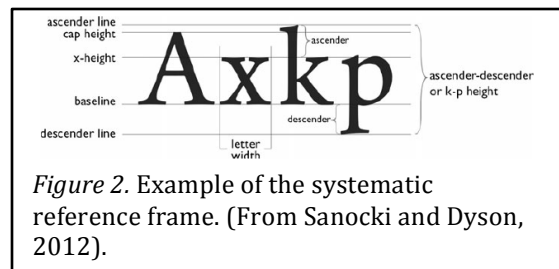 ascender line
cap height
ascender
x-height
Axkp
ascender-descender
or k-p height
baseline
descender
descender line
letter
width
Figure 2. Example of the systematic
reference frame. (From Sanocki and Dyson,
2012).